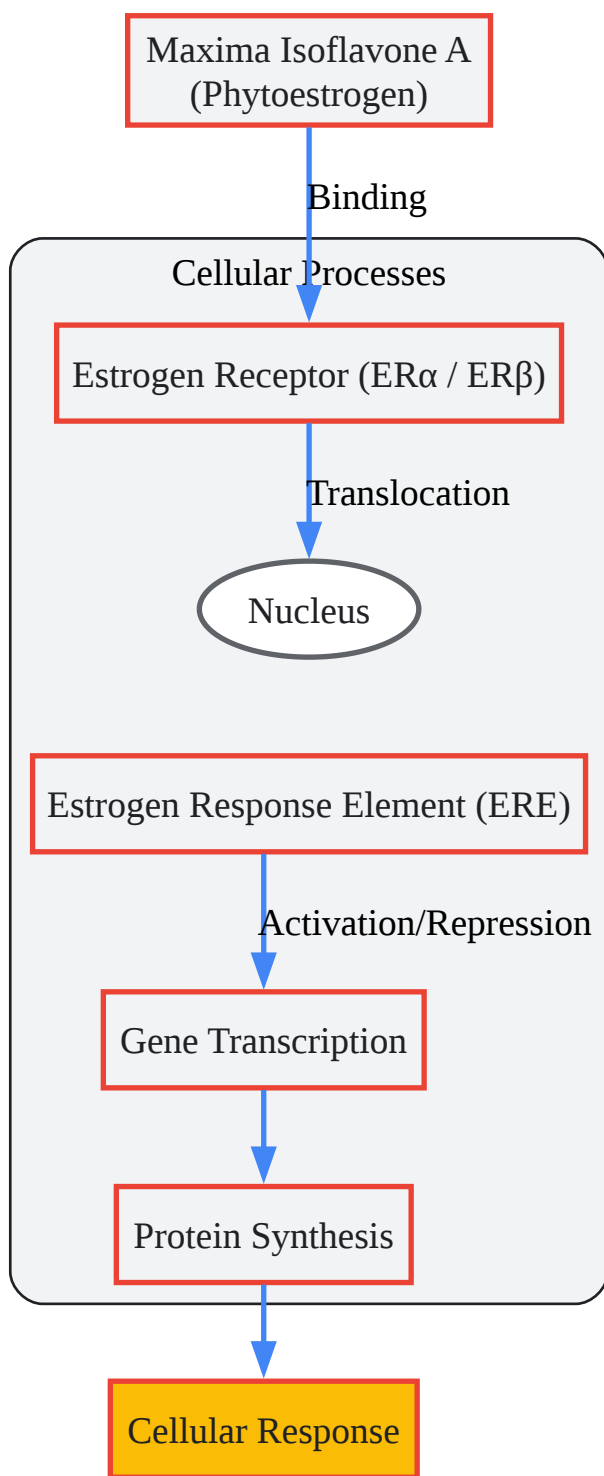 Maxima Isoflavone A
(Phytoestrogen)
Binding
Cellular Processes
Estrogen Receptor (ERα / ERβ)
Translocation
Nucleus
Estrogen Response Element (ERE)
Activation/Repression
Gene Transcription
Protein Synthesis
Cellular Response